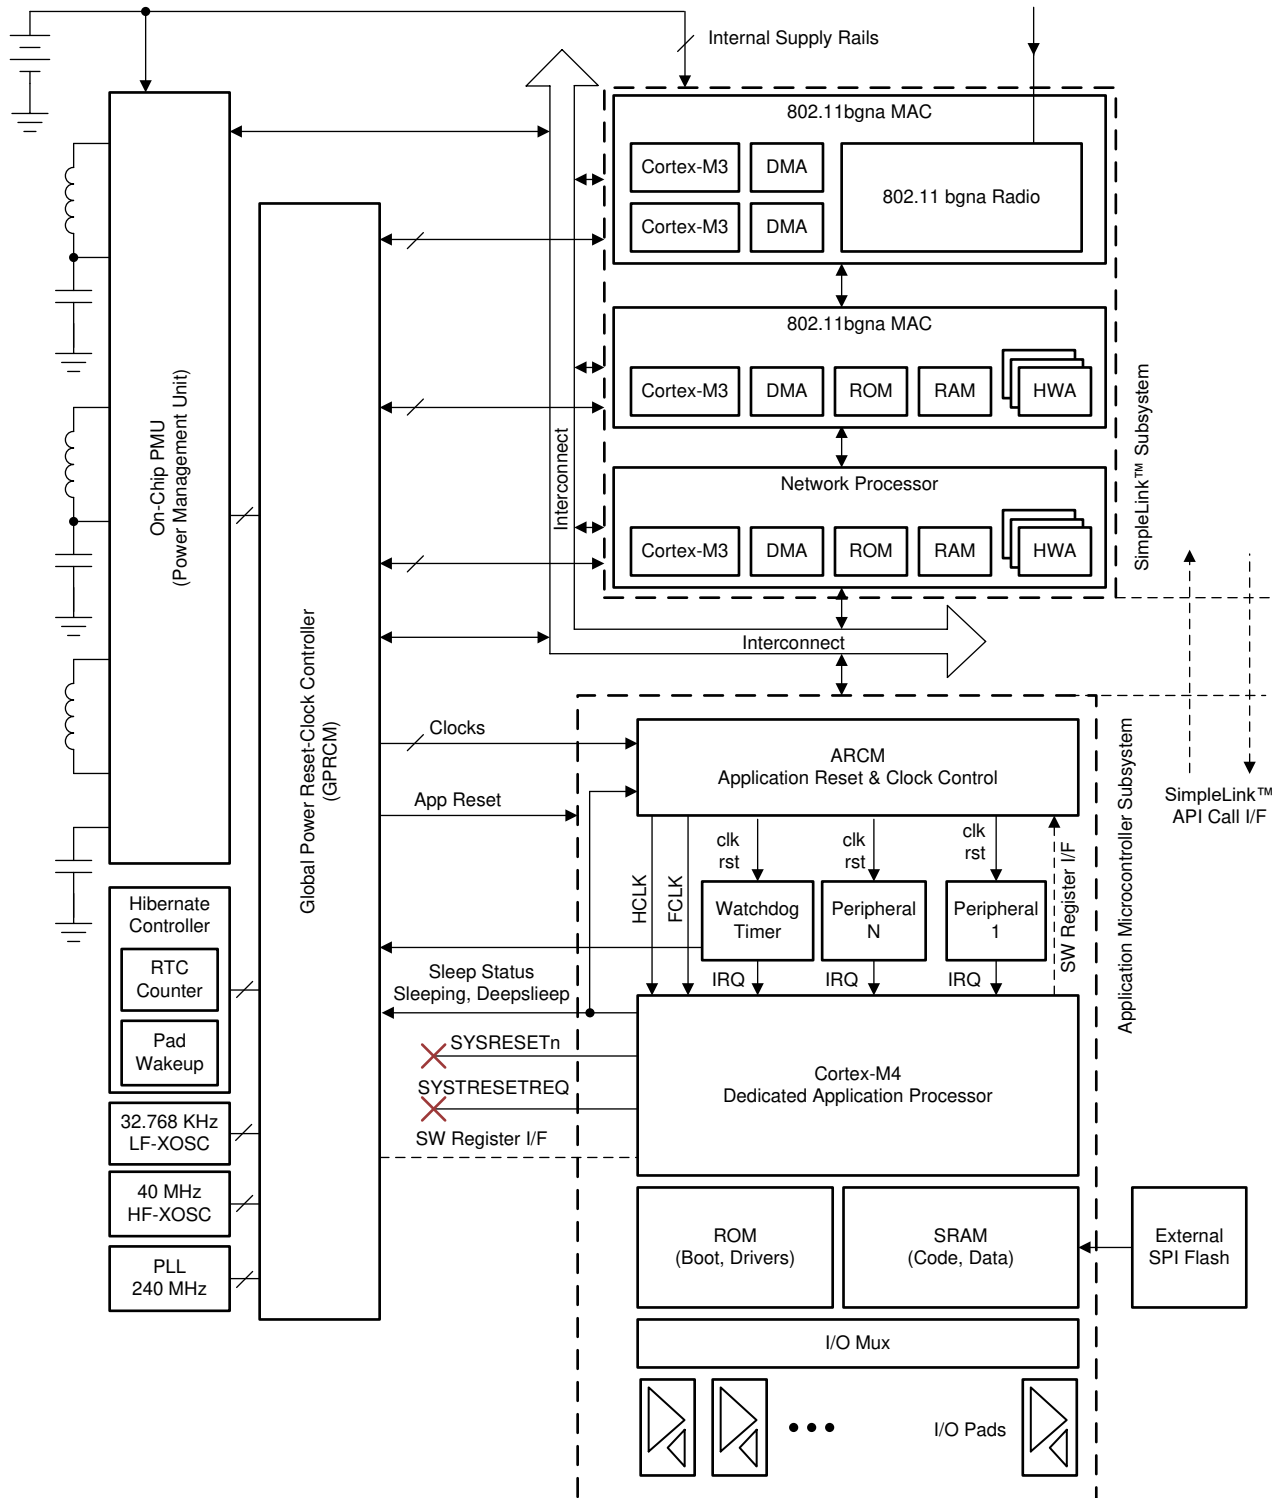 Internal Supply Rails
802.11bgna MAC
Cortex-M3
DMA
Cortex-M3
DMA
802.11 bgna Radio
802.11bgna MAC
Cortex-M3
DMA
ROM
RAM
HWA
Network Processor
Cortex-M3
DMA
ROM
RAM
HWA
SimpleLink™ Subsystem
Interconnect
Interconnect
On-Chip PMU
(Power Management Unit)
Global Power Reset-Clock Controller
(GPRCM)
Clocks
App Reset
ARCM
Application Reset & Clock Control
SimpleLink™
API Call I/F
HCLK
FCLK
clk
rst
clk
rst
clk
rst
SW Register I/F
Watchdog
Timer
Peripheral
N
Peripheral
1
IRQ
IRQ
IRQ
Application Microcontroller Subsystem
Hibernate
Controller
RTC
Counter
Pad
Wakeup
Sleep Status
Sleeping, Deepslieep
SYSRESETn
SYSTRESETREQ
SW Register I/F
Cortex-M4
Dedicated Application Processor
32.768 KHz
LF-XOSC
40 MHz
HF-XOSC
PLL
240 MHz
ROM
(Boot, Drivers)
SRAM
(Code, Data)
External
SPI Flash
I/O Mux
I/O Pads